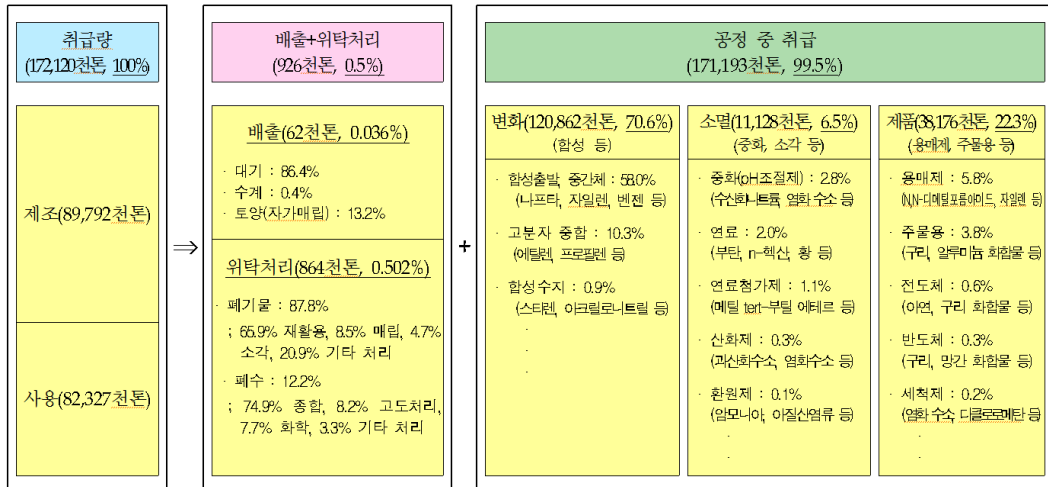 취급량
(172,120천톤, 100%)
제조(89,792천톤)
사용(82,327천톤)
⇒
배출+위탁처리
(926천톤, 0.5%)
배출(62천톤, 0.036%)
· 대기 : 86.4%
· 수계 : 0.4%
· 토양(자가매립) : 13.2%
위탁처리(864천톤, 0.502%)
· 폐기물 : 87.8%
; 65.9% 재활용, 8.5% 매립, 4.7%
소각, 20.9% 기타 처리
· 폐수 : 12.2%
; 74.9% 종합, 8.2% 고도처리,
7.7% 화학, 3.3% 기타 처리
+
공정 중 취급
(171,193천톤, 99.5%)
변화(120,862천톤, 70.6%)
(합성 등)
· 합성출발, 중간체 : 58.0%
(나프타, 자일렌, 벤젠 등)
· 고분자 중합 : 10.3%
(에틸렌, 프로필렌 등)
· 합성수지 : 0.9%
(스티렌, 아크릴로니트릴 등)
.
.
.
소멸(11,128천톤, 6.5%)
(중화, 소각 등)
· 중화(pH조절제) : 2.8%
(수산화나트륨, 염화수소 등)
· 연료 : 2.0%
(부탄, n-헥산, 황 등)
· 연료첨가제 : 1.1%
(메틸 tert-부틸 에테르 등)
· 산화제 : 0.3%
(과산화수소, 염화수소 등)
· 환원제 : 0.1%
(암모니아, 아질산염류 등)
.
.
제품(38,176천톤, 22.3%)
(용매제, 주물용 등)
· 용매제 : 5.8%
(N,N-디메틸포름아미드, 자일렌 등)
· 주물용 : 3.8%
(구리, 알루미늄 화합물 등)
· 전도체 : 0.6%
(아연, 구리 화합물 등)
· 반도체 : 0.3%
(구리, 망간 화합물 등)
· 세척제 : 0.2%
(염화 수소, 디클로로메탄 등)
.
.